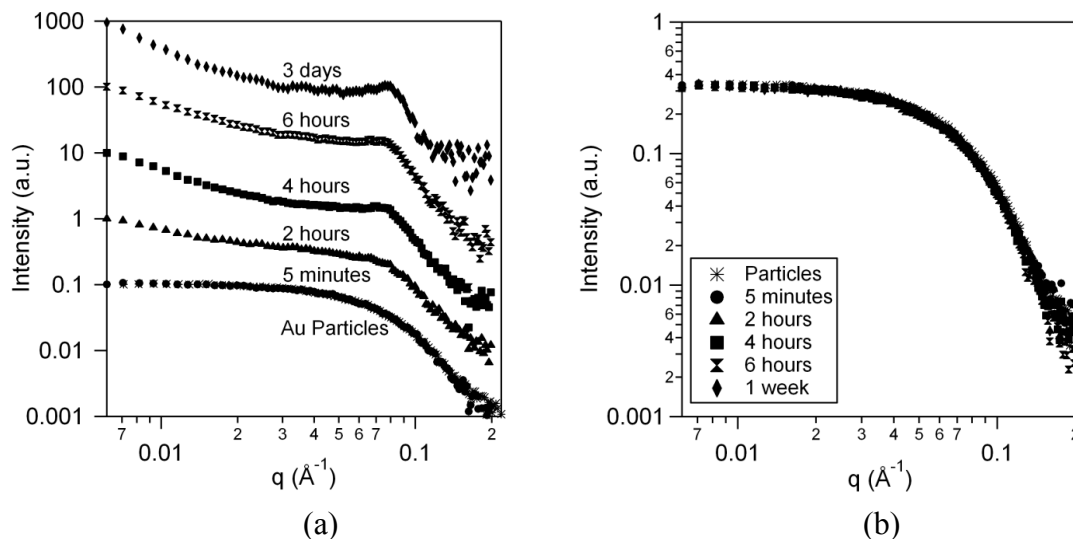 1000
100
10
1
0.1
0.01
0.001
Intensity (a.u.)
3 days
6 hours
4 hours
2 hours
5 minutes
Au Particles
7
0.01
2
3
4
5
6
7
0.1
2
q (Å⁻¹)
(a)
1
8
6
4
2
0.1
8
6
4
2
0.01
8
6
4
2
0.001
Intensity (a.u.)
Particles
5 minutes
2 hours
4 hours
6 hours
1 week
7
0.01
2
3
4
5
6
7
0.1
2
q (Å⁻¹)
(b)